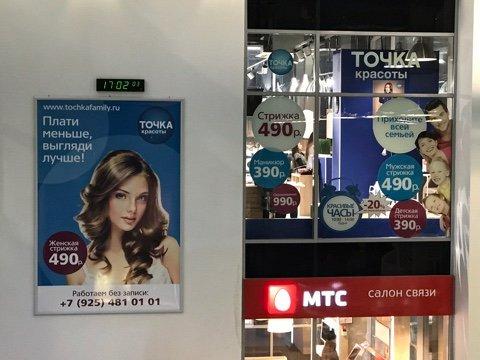 17:02
www.tochkafamily.ru
Плати
меньше,
выгляди
лучше!
ТОЧКА
красоты
Женская
стрижка
490р.
Работаем без записи:
+7 (925) 481 01 01
ТОЧКА
красоты
Стрижка
490р.
Приходите
всей
семьей
Маникюр
390р.
Мужская
стрижка
490р.
990р.
КРАСИВЫЕ
ЧАСЫ
-20
Детская
стрижка
390р.
МТС
салон связи